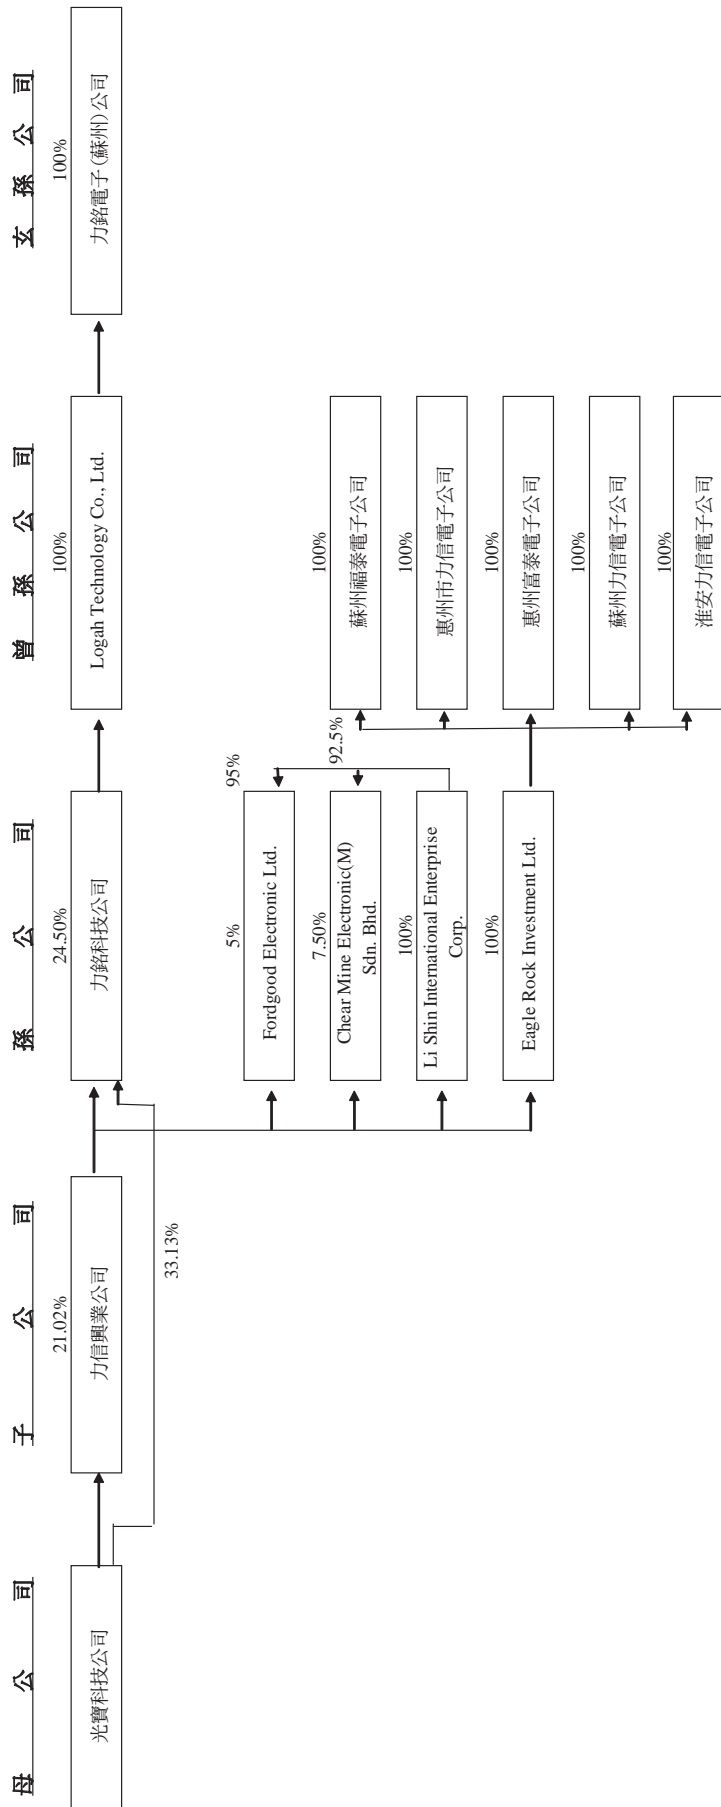 母 公 司
子 公 司
孫 公 司
曾 孫 公 司
玄 孫 公 司
光寶科技公司
21.02%
力信興業公司
33.13%
24.50%
力銘科技公司
100%
Logah Technology Co., Ltd.
100%
力銘電子(蘇州)公司
5%
95%
Fordgood Electronic Ltd.
7.50%
92.5%
Chear Mine Electronic(M)
Sdn. Bhd.
100%
Li Shin International Enterprise
Corp.
100%
Eagle Rock Investment Ltd.
100%
蘇州福泰電子公司
100%
惠州市力信電子公司
100%
惠州富泰電子公司
100%
蘇州力信電子公司
100%
淮安力信電子公司